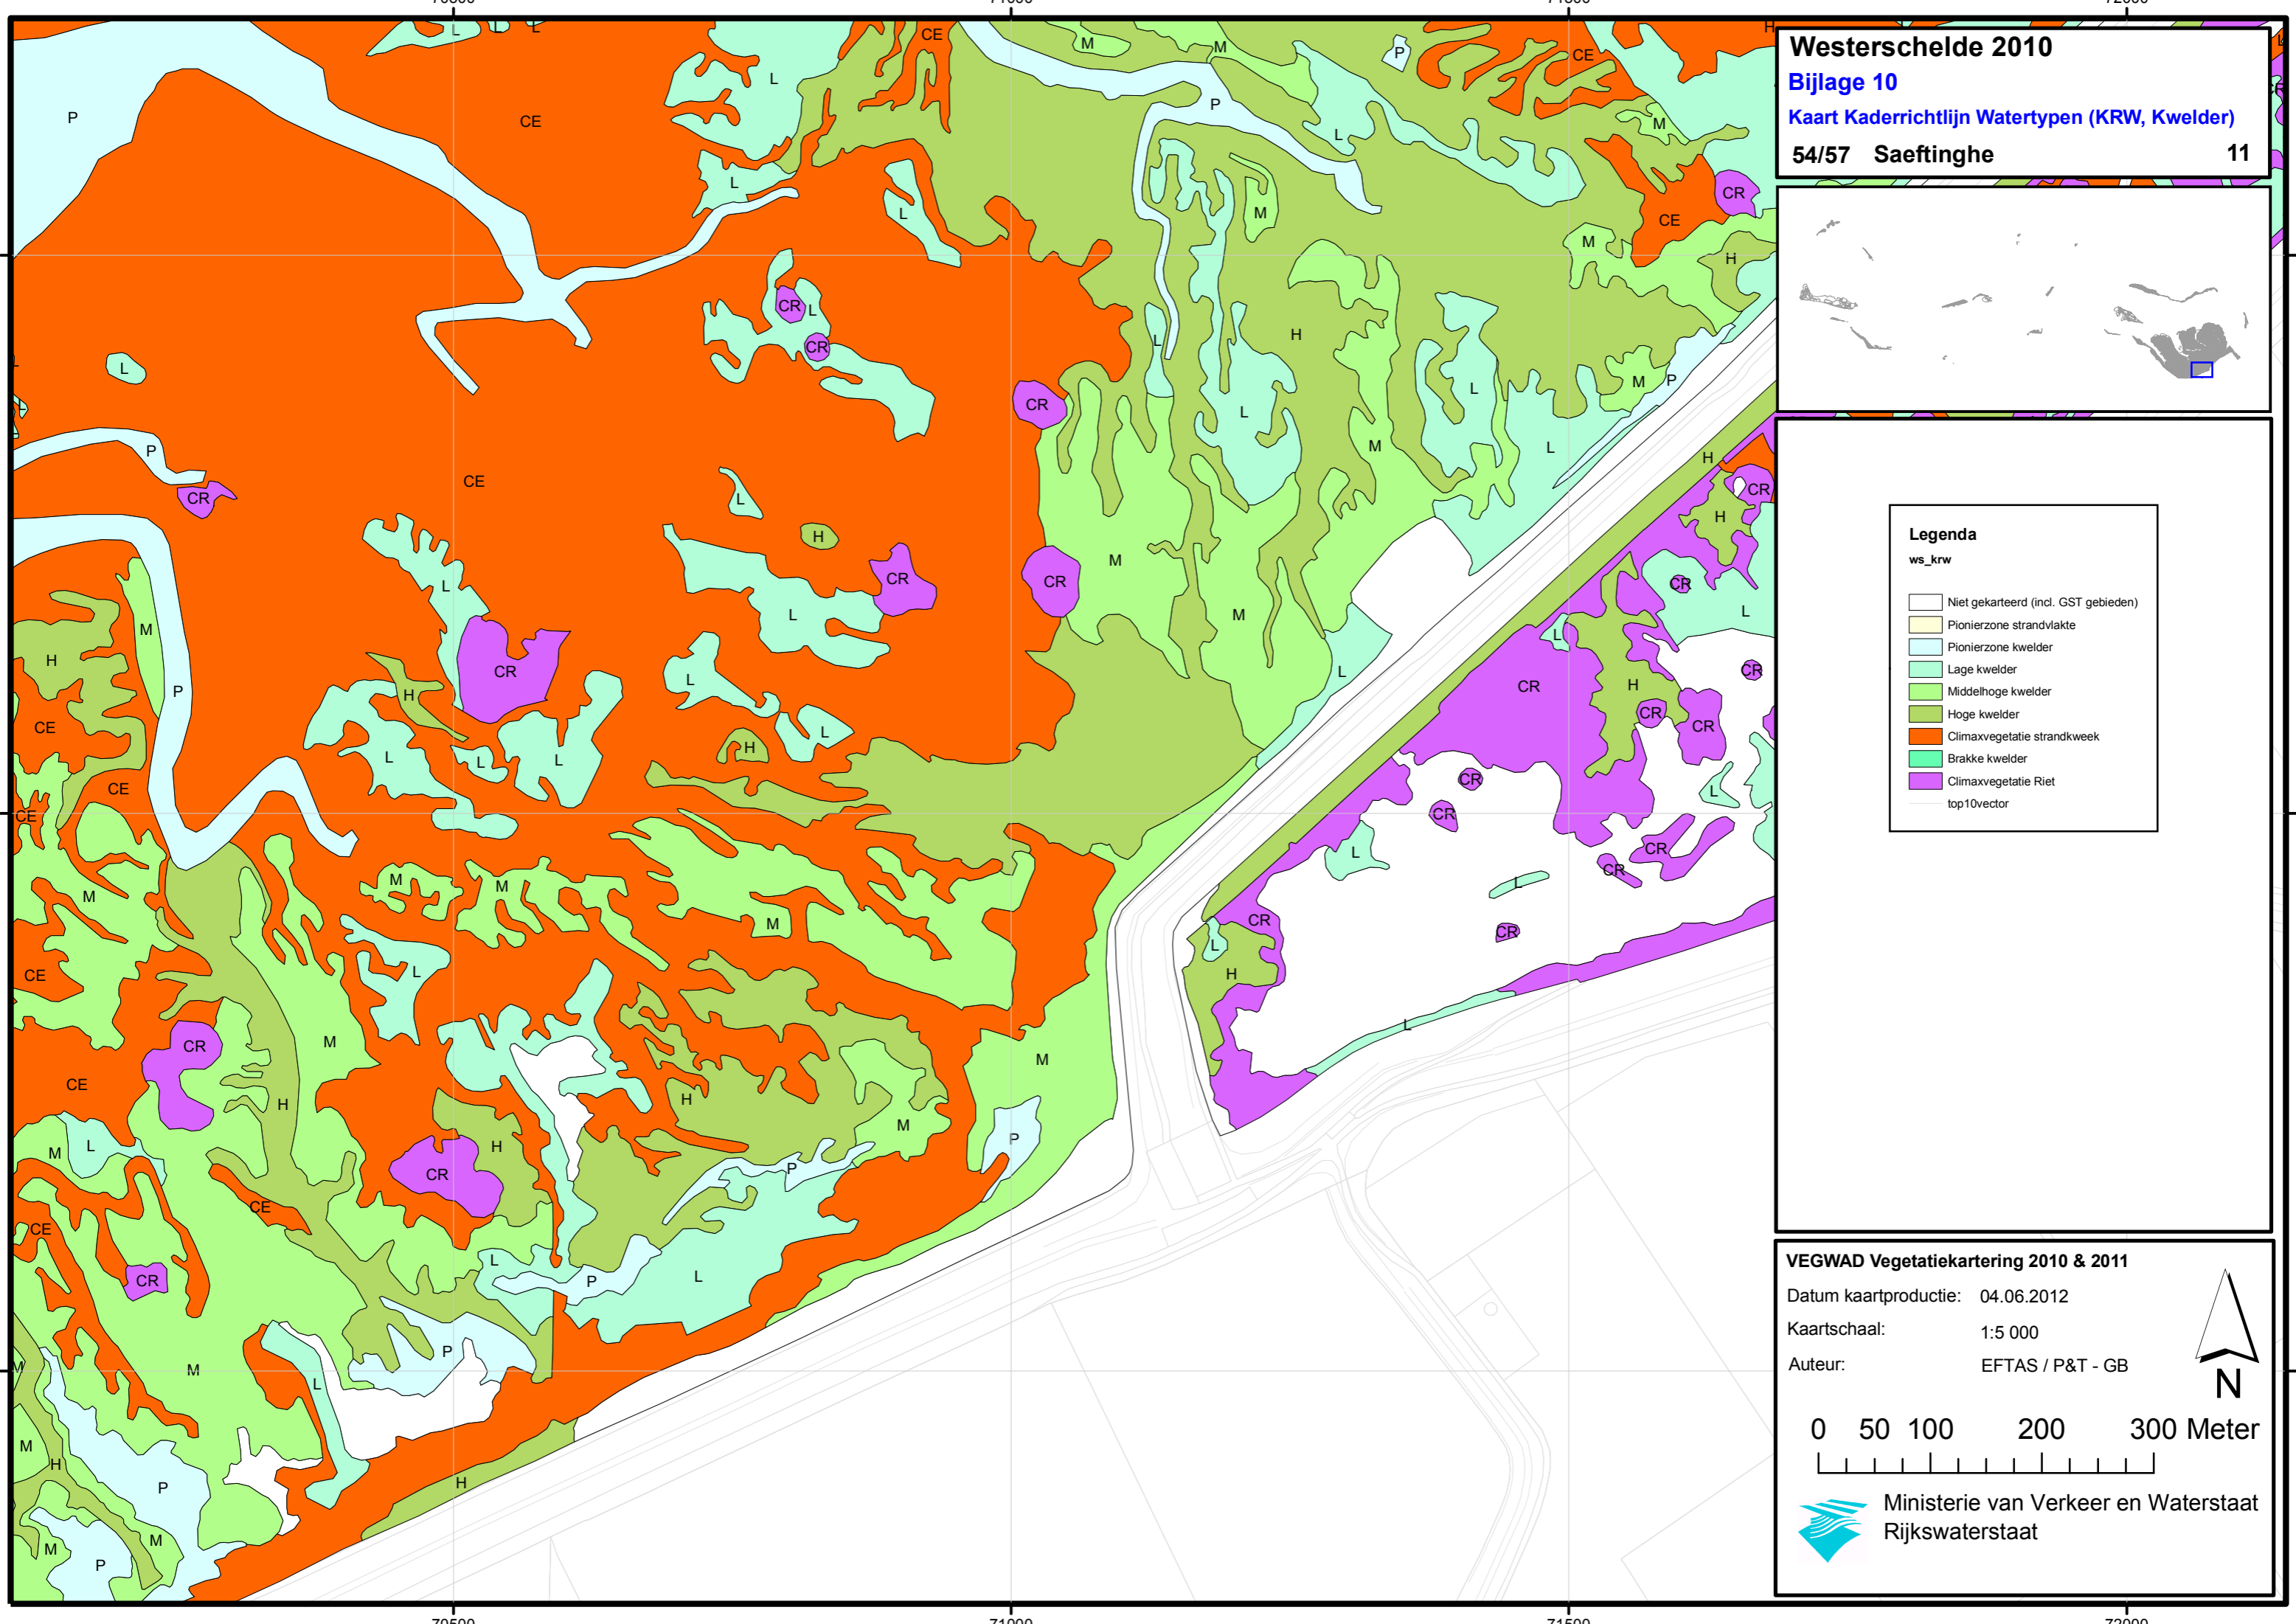 Westerschelde 2010
Bijlage 10
Kaart Kaderrichtlijn Watertypen (KRW, Kwelder)
54/57 Saeftinghe 11
Legenda
ws_krw
Niet gekarteerd (incl. GST gebieden)
Pionierzone strandvlakte
Pionierzone kwelder
Lage kwelder
Middelhoge kwelder
Hoge kwelder
Climaxvegetatie strandkweek
Brakke kwelder
Climaxvegetatie Riet
top10vector
VEGWAD Vegetatiekartering 2010 & 2011
Datum kaartproductie: 04.06.2012
Kaartschaal: 1:5 000
Auteur: EFTAS / P&T - GB
N
0 50 100 200 300 Meter
Ministerie van Verkeer en Waterstaat
Rijkswaterstaat
P
CE
L
M
H
CR